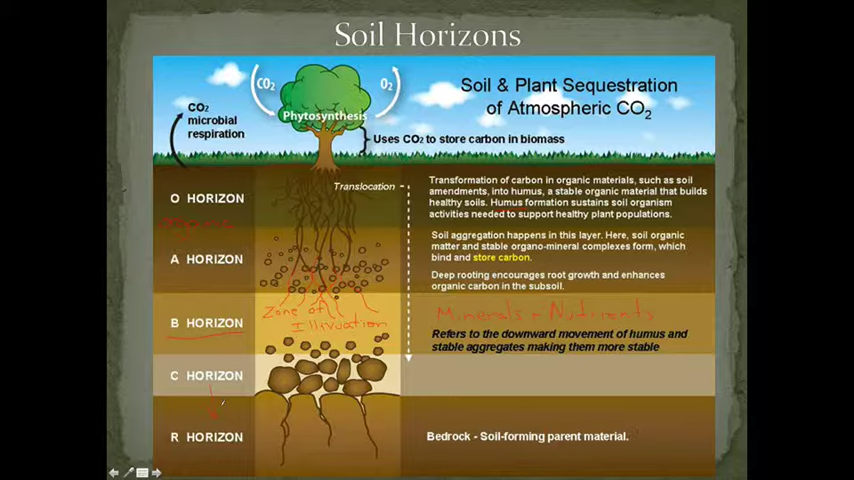 Soil Horizons
Soil & Plant Sequestration
of Atmospheric CO2
CO2
O2
CO2
microbial
respiration
Phytosynthesis
Uses CO2 to store carbon in biomass
Translocation
O HORIZON
Transformation of carbon in organic materials, such as soil
amendments, into humus, a stable organic material that builds
healthy soils. Humus formation sustains soil organism
activities needed to support healthy plant populations.
Organic
A HORIZON
Soil aggregation happens in this layer. Here, soil organic
matter and stable organo-mineral complexes form, which
bind and store carbon.
Deep rooting encourages root growth and enhances
organic carbon in the subsoil.
B HORIZON
Zone of
Illuvuation
Minerals + Nutrients
Refers to the downward movement of humus and
stable aggregates making them more stable
C HORIZON
R HORIZON
Bedrock - Soil-forming parent material.